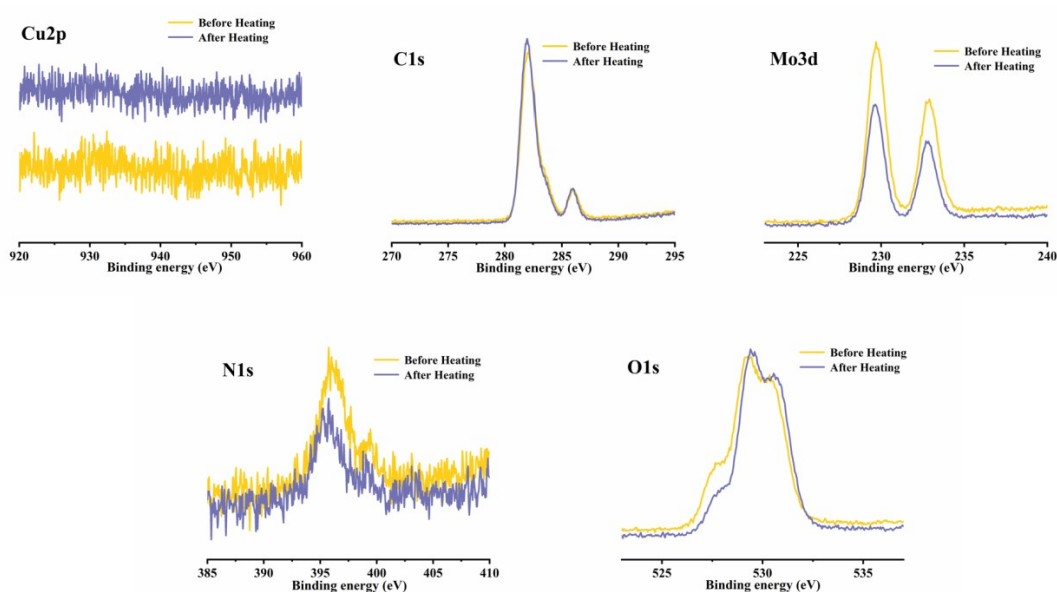 Cu2p
Before Heating
After Heating
920 930 940 950 960
Binding energy (eV)
C1s
Before Heating
After Heating
270 275 280 285 290 295
Binding energy (eV)
Mo3d
Before Heating
After Heating
225 230 235 240
Binding energy (eV)
N1s
Before Heating
After Heating
385 390 395 400 405 410
Binding energy (eV)
O1s
Before Heating
After Heating
525 530 535
Binding energy (eV)